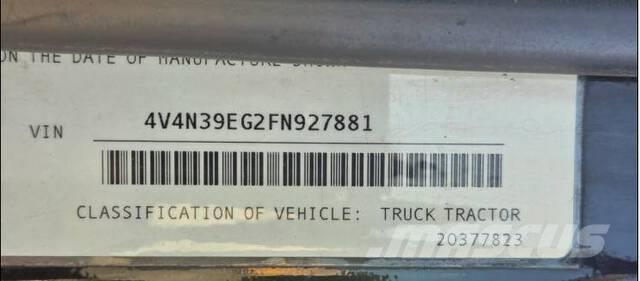 ON THE DATE OF MANUFACTURE SHOWN
VIN 4V4N39EG2FN927881
CLASSIFICATION OF VEHICLE: TRUCK TRACTOR
20377823
MASCUS